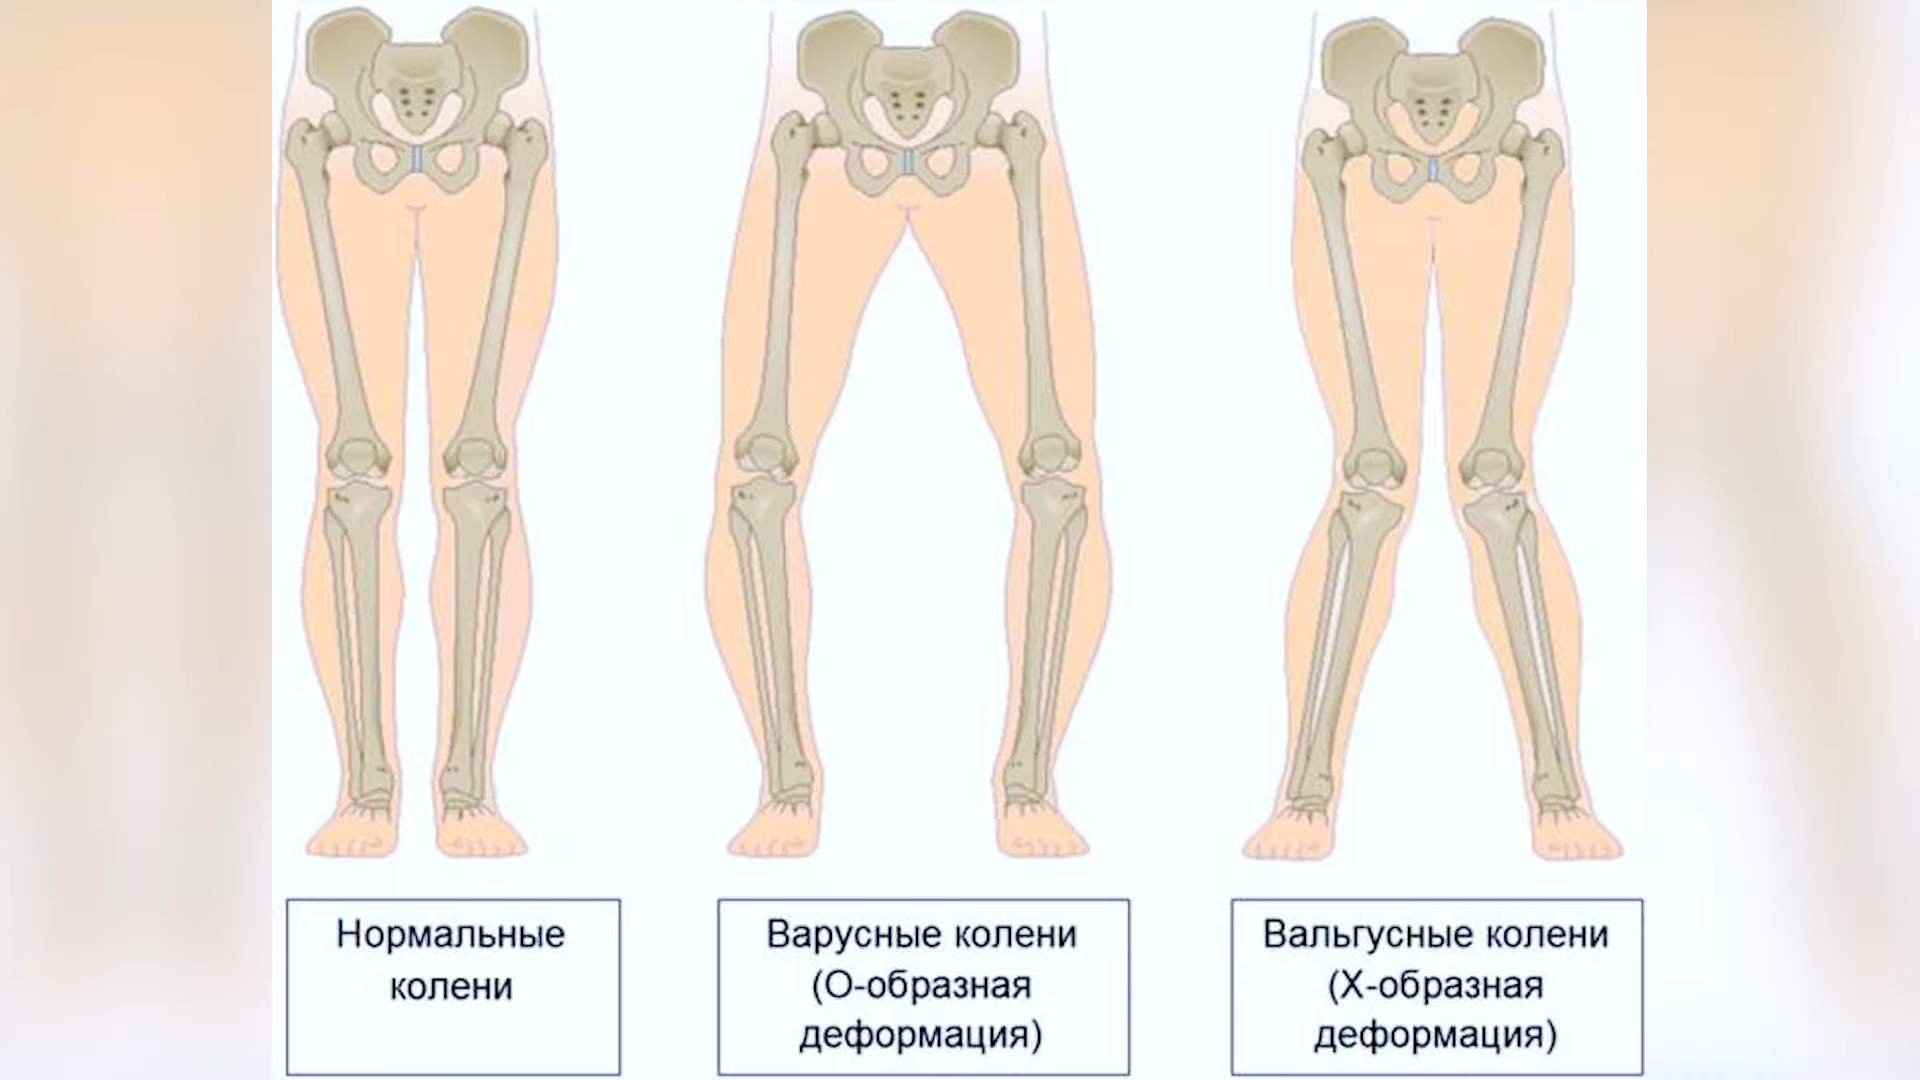 Нормальные
колени
Варусные колени
(О-образная
деформация)
Вальгусные колени
(Х-образная
деформация)